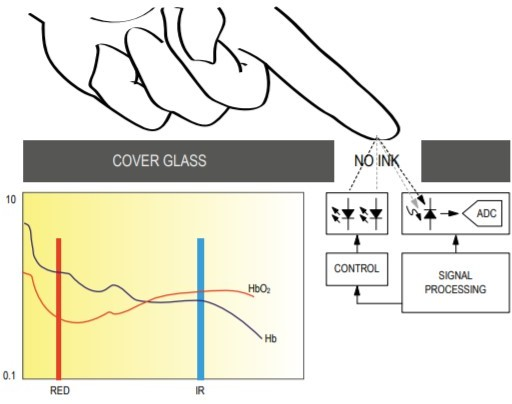 COVER GLASS
NO INK
10
ADC
CONTROL
SIGNAL
PROCESSING
HbO₂
Hb
0.1
RED
IR